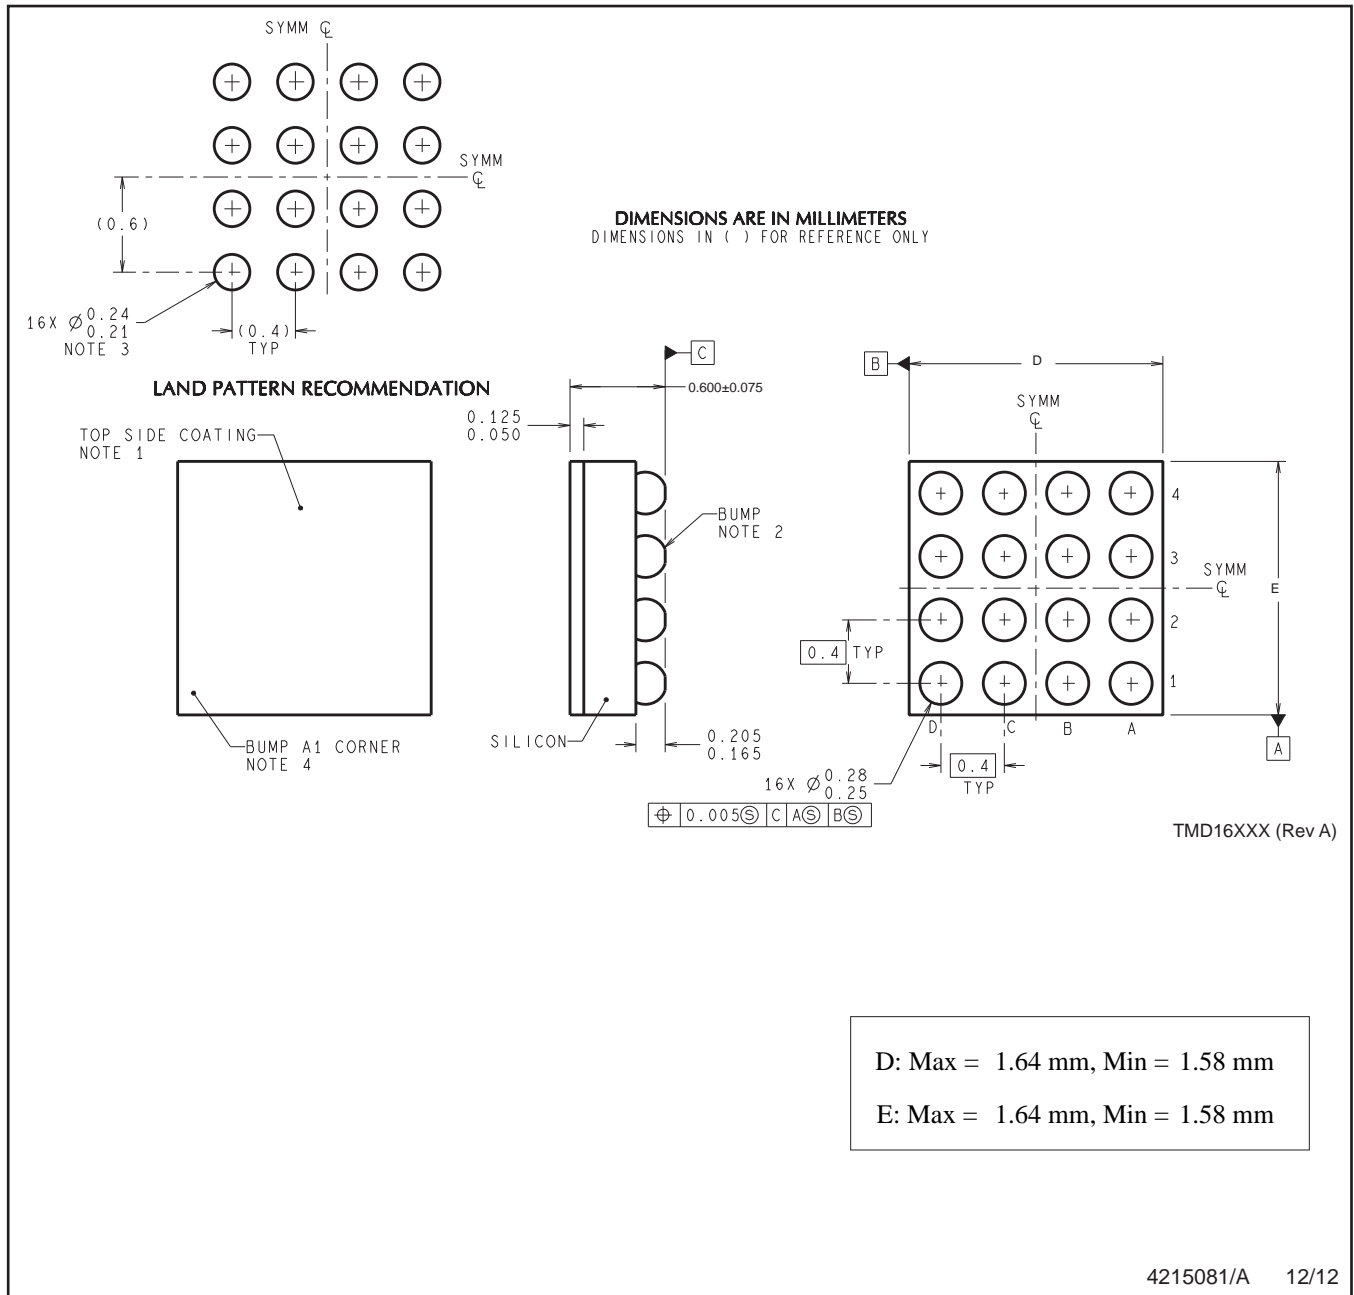 SYMM ℄
SYMM
℄
(0.6)
DIMENSIONS ARE IN MILLIMETERS
DIMENSIONS IN ( ) FOR REFERENCE ONLY
16X ⌀0.24
0.21
NOTE 3
(0.4)
TYP
LAND PATTERN RECOMMENDATION
C
0.600±0.075
B
D
SYMM
℄
0.125
0.050
TOP SIDE COATING
NOTE 1
BUMP
NOTE 2
4
3
2
1
SYMM
℄
E
0.4 TYP
BUMP A1 CORNER
NOTE 4
SILICON
0.205
0.165
D C B A
A
0.4
TYP
16X ⌀0.28
0.25
⌖ 0.005Ⓢ C AⓈ BⓈ
TMD16XXX (Rev A)
D: Max = 1.64 mm, Min = 1.58 mm
E: Max = 1.64 mm, Min = 1.58 mm
4215081/A 12/12